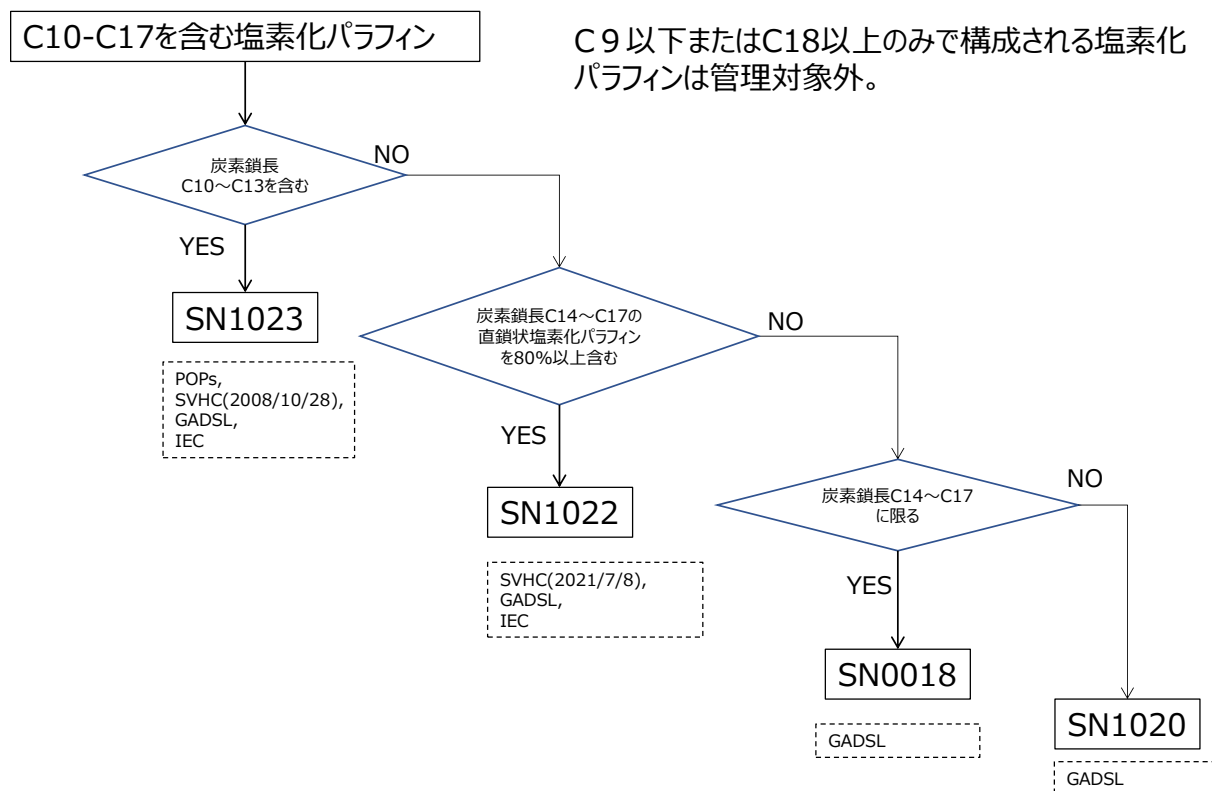 C10-C17を含む塩素化パラフィン
C９以下またはC18以上のみで構成される塩素化
パラフィンは管理対象外。
炭素鎖長
C10～C13を含む
NO
YES
SN1023
POPs,
SVHC(2008/10/28),
GADSL,
IEC
炭素鎖長C14～C17の
直鎖状塩素化パラフィン
を80%以上含む
NO
YES
SN1022
SVHC(2021/7/8),
GADSL,
IEC
炭素鎖長C14～C17
に限る
NO
YES
SN0018
GADSL
SN1020
GADSL